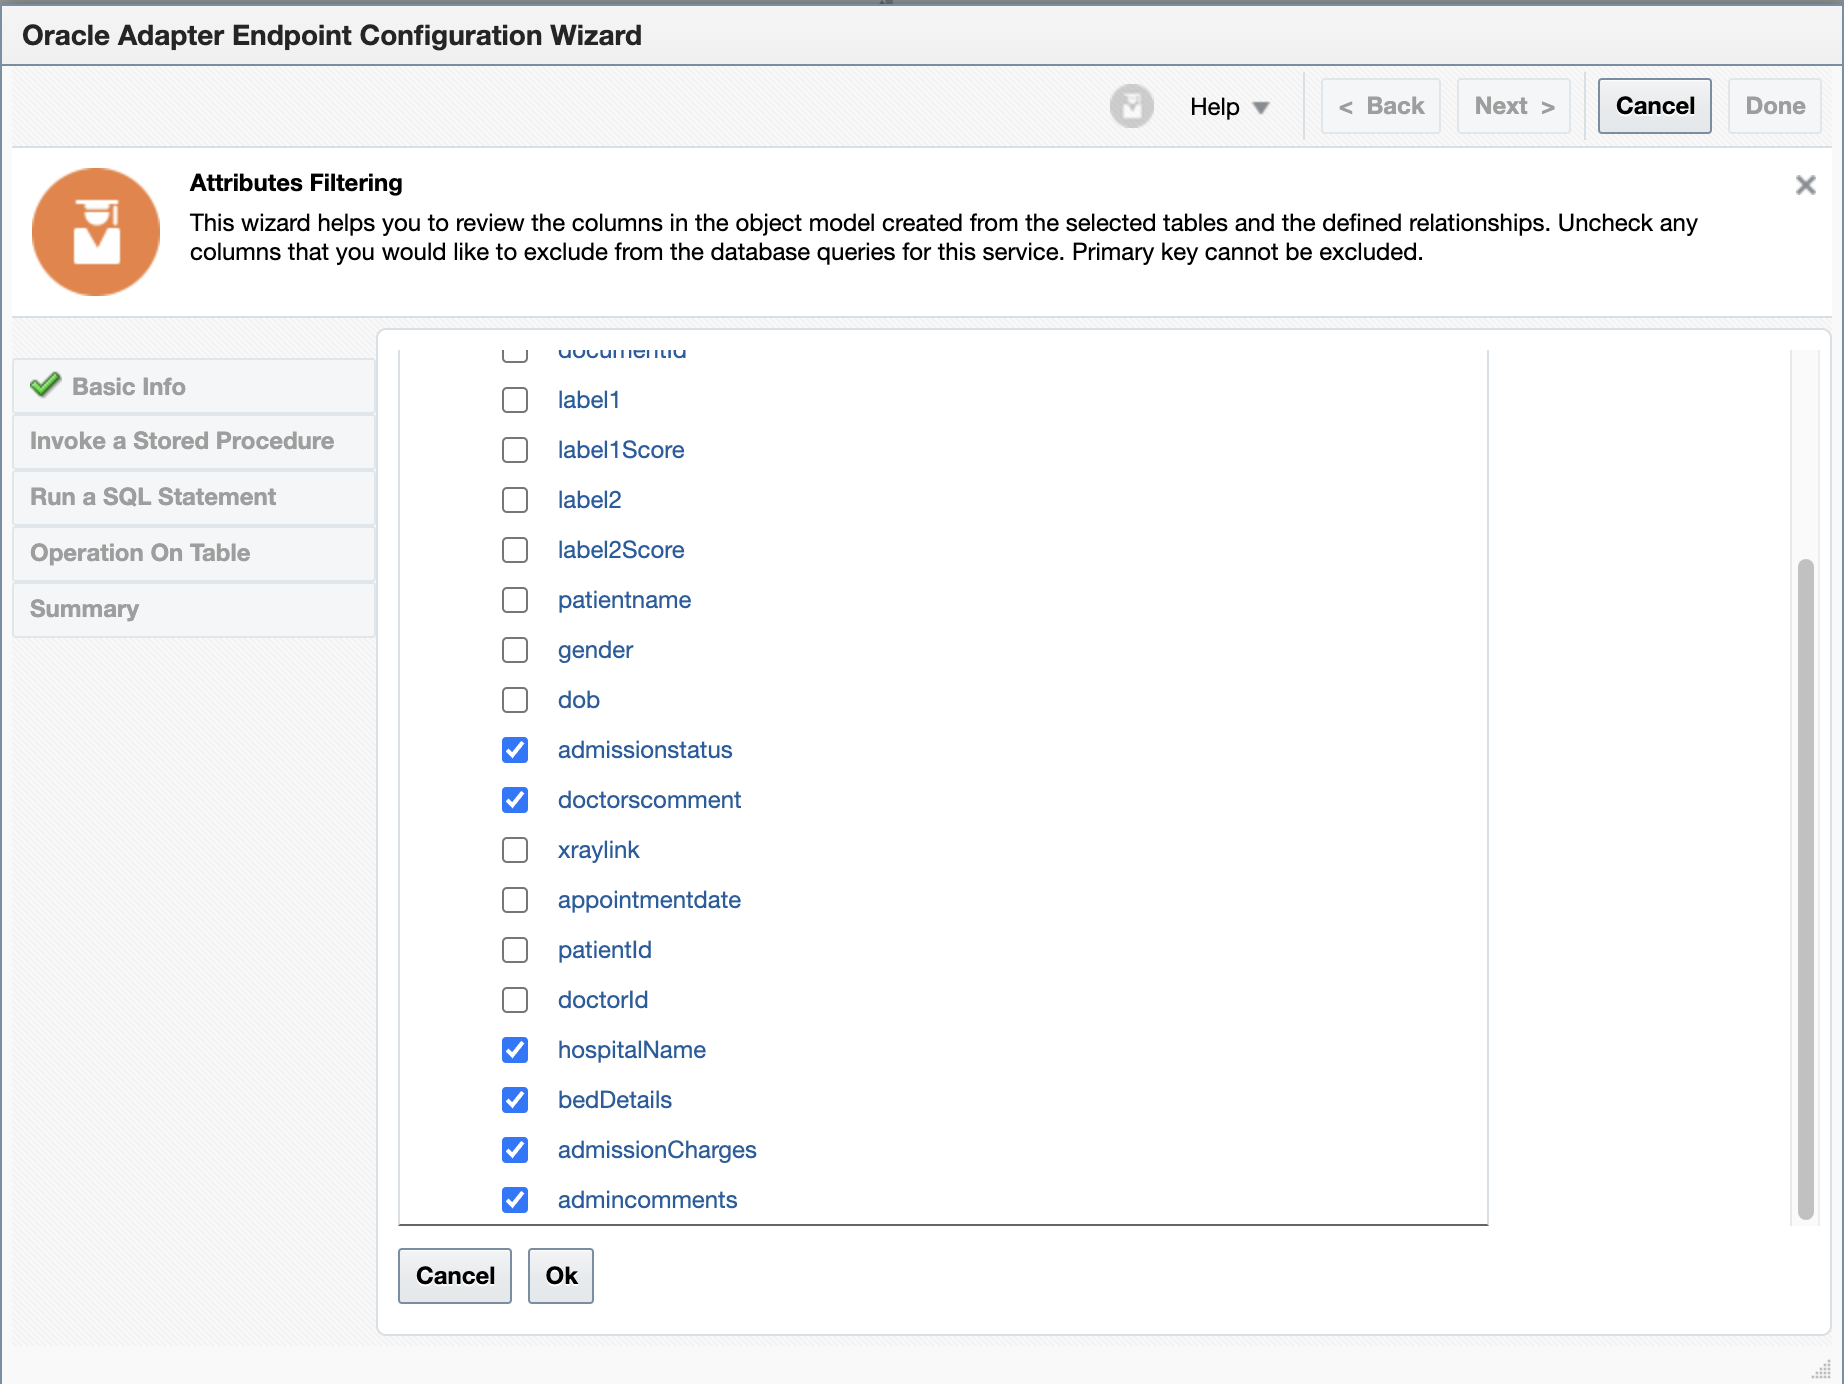 Oracle Adapter Endpoint Configuration Wizard
Help
< Back
Next >
Cancel
Done
Attributes Filtering
This wizard helps you to review the columns in the object model created from the selected tables and the defined relationships. Uncheck any
columns that you would like to exclude from the database queries for this service. Primary key cannot be excluded.
Basic Info
Invoke a Stored Procedure
Run a SQL Statement
Operation On Table
Summary
documentId
label1
label1Score
label2
label2Score
patientname
gender
dob
admissionstatus
doctorscomment
xraylink
appointmentdate
patientId
doctorId
hospitalName
bedDetails
admissionCharges
admincomments
Cancel
Ok